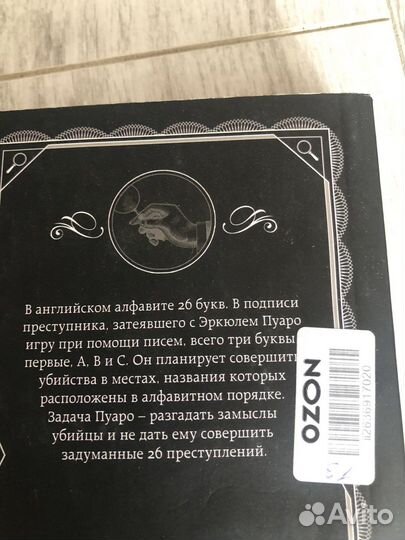 В английском алфавите 26 букв. В подписи
преступника, затеявшего с Эркюлем Пуаро
игру при помощи писем, всего три буквы
первые, А, В и С. Он планирует совершить
убийства в местах, названия которых
расположены в алфавитном порядке.
Задача Пуаро – разгадать замыслы
убийцы и не дать ему совершить
задуманные 26 преступлений.
OZON
a2636917020
Avito